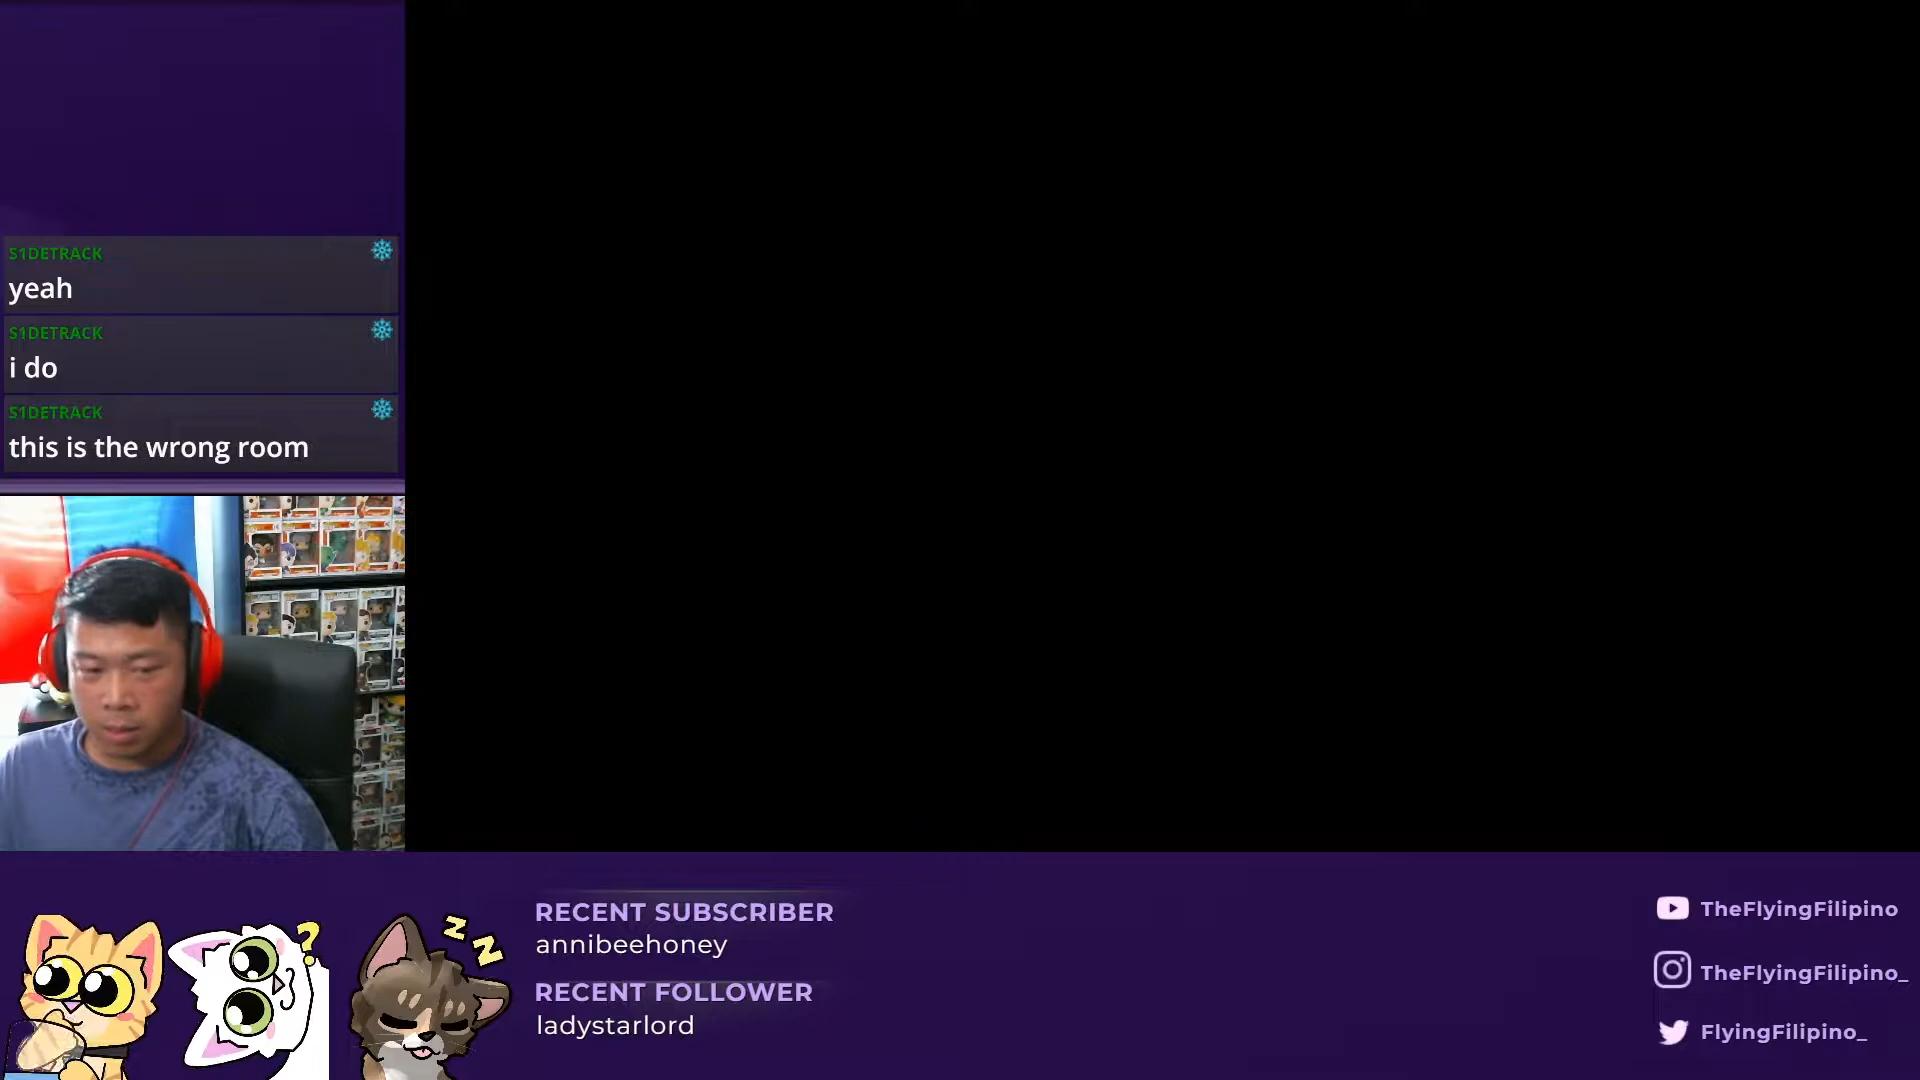 S1DETRACK
yeah
S1DETRACK
i do
S1DETRACK
this is the wrong room
?
z
z
RECENT SUBSCRIBER
annibeehoney
RECENT FOLLOWER
ladystarlord
TheFlyingFilipino
TheFlyingFilipino_
FlyingFilipino_